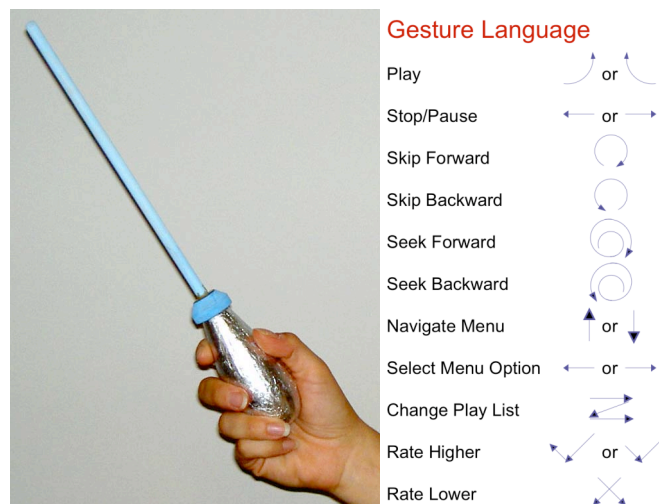 Gesture Language
Play or
Stop/Pause or
Skip Forward
Skip Backward
Seek Forward
Seek Backward
Navigate Menu or
Select Menu Option or
Change Play List
Rate Higher or
Rate Lower